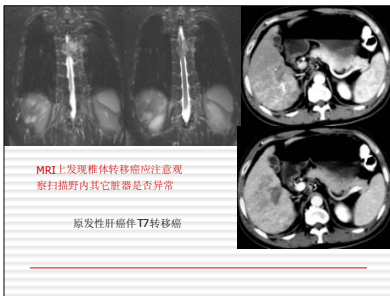 MRI上发现椎体转移癌应注意观
察扫描野内其它脏器是否异常
原发性肝癌伴T7转移癌